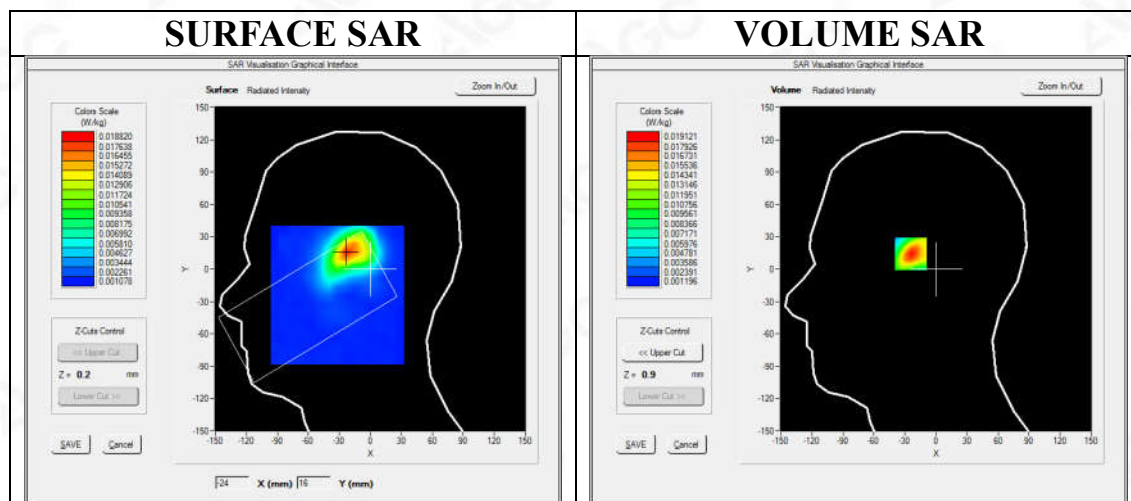 SURFACE SAR
SAR Visualisation Graphical Interface
Surface Radiated Intensity
Zoom In/Out
Colors Scale
(W/kg)
0.018820
0.017638
0.016455
0.015272
0.014089
0.012906
0.011724
0.010541
0.009358
0.008175
0.006992
0.005810
0.004627
0.003444
0.002261
0.001078
Z-Cuts Control
<< Upper Cut
Z = 0.2 mm
Lower Cut >>
SAVE Cancel
150
120
90
60
30
0
-30
-60
-90
-120
-150
Y
-150 -120 -90 -60 -30 0 30 60 90 120 150
X
-24 X (mm) 16 Y (mm)
VOLUME SAR
SAR Visualisation Graphical Interface
Volume Radiated Intensity
Zoom In/Out
Colors Scale
(W/kg)
0.019121
0.017926
0.016731
0.015536
0.014341
0.013146
0.011951
0.010756
0.009561
0.008366
0.007171
0.005976
0.004781
0.003586
0.002391
0.001196
Z-Cuts Control
<< Upper Cut
Z = 0.9 mm
Lower Cut >>
SAVE Cancel
150
120
90
60
30
0
-30
-60
-90
-120
-150
Y
-150 -120 -90 -60 -30 0 30 60 90 120 150
X